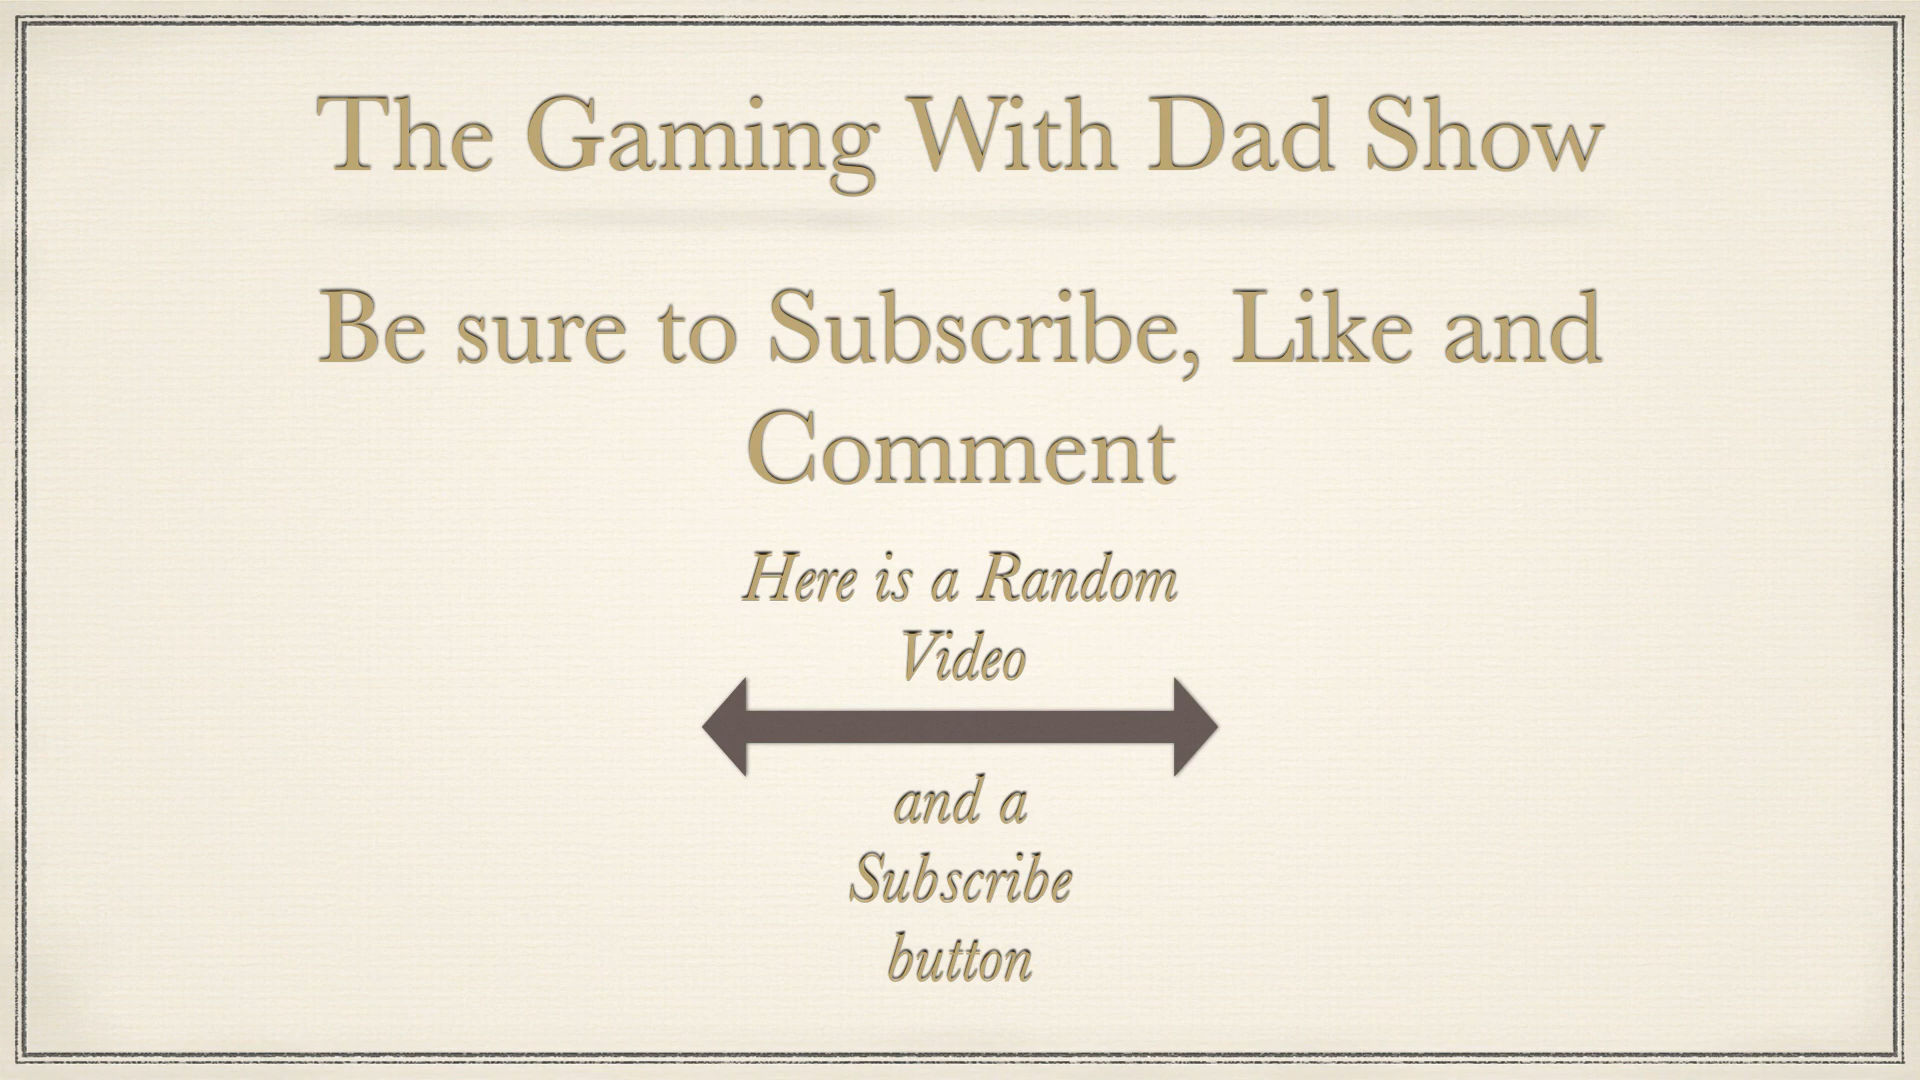 The Gaming With Dad Show
Be sure to Subscribe, Like and
Comment
Here is a Random
Video
and a
Subscribe
button